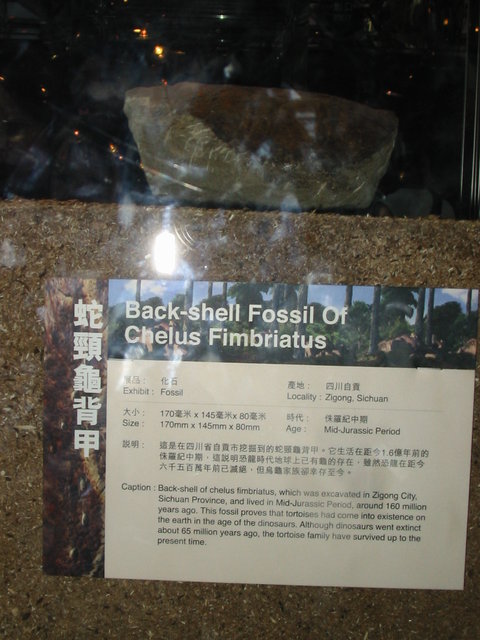 蛇頸龜背甲
Back-shell Fossil Of
Chelus Fimbriatus
展品： 化石
Exhibit : Fossil
產地： 四川自貢
Locality : Zigong, Sichuan
大小： 170毫米 x 145毫米x 80毫米
Size : 170mm x 145mm x 80mm
時代： 侏羅紀中期
Age : Mid-Jurassic Period
說明： 這是在四川省自貢市挖掘到的蛇頸龜背甲。它生活在距今1.6億年前的
侏羅紀中期，這說明恐龍時代地球上已有龜的存在，雖然恐龍在距今
六千五百萬年前已滅絕，但烏龜家族卻幸存至今。
Caption : Back-shell of chelus fimbriatus, which was excavated in Zigong City,
Sichuan Province, and lived in Mid-Jurassic Period, around 160 million
years ago. This fossil proves that tortoises had come into existence on
the earth in the age of the dinosaurs. Although dinosaurs went extinct
about 65 million years ago, the tortoise family have survived up to the
present time.